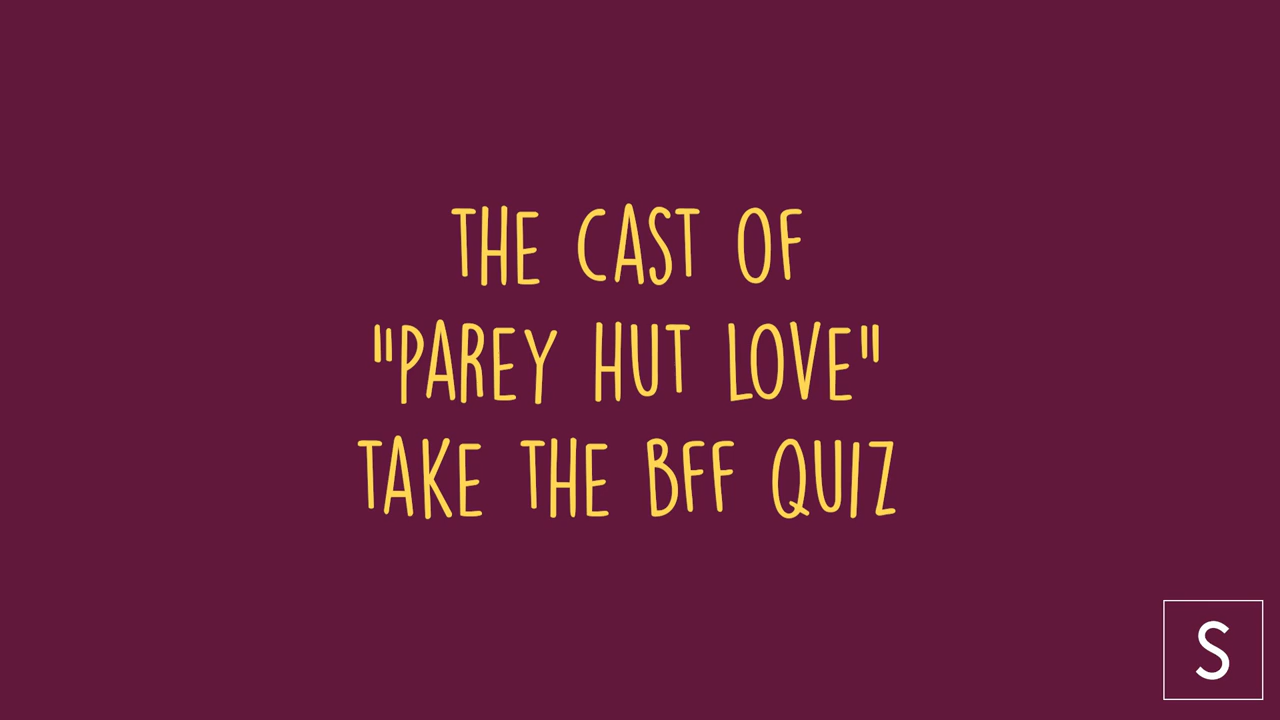 THE CAST OF
"PAREY HUT LOVE"
TAKE THE BFF QUIZ
S